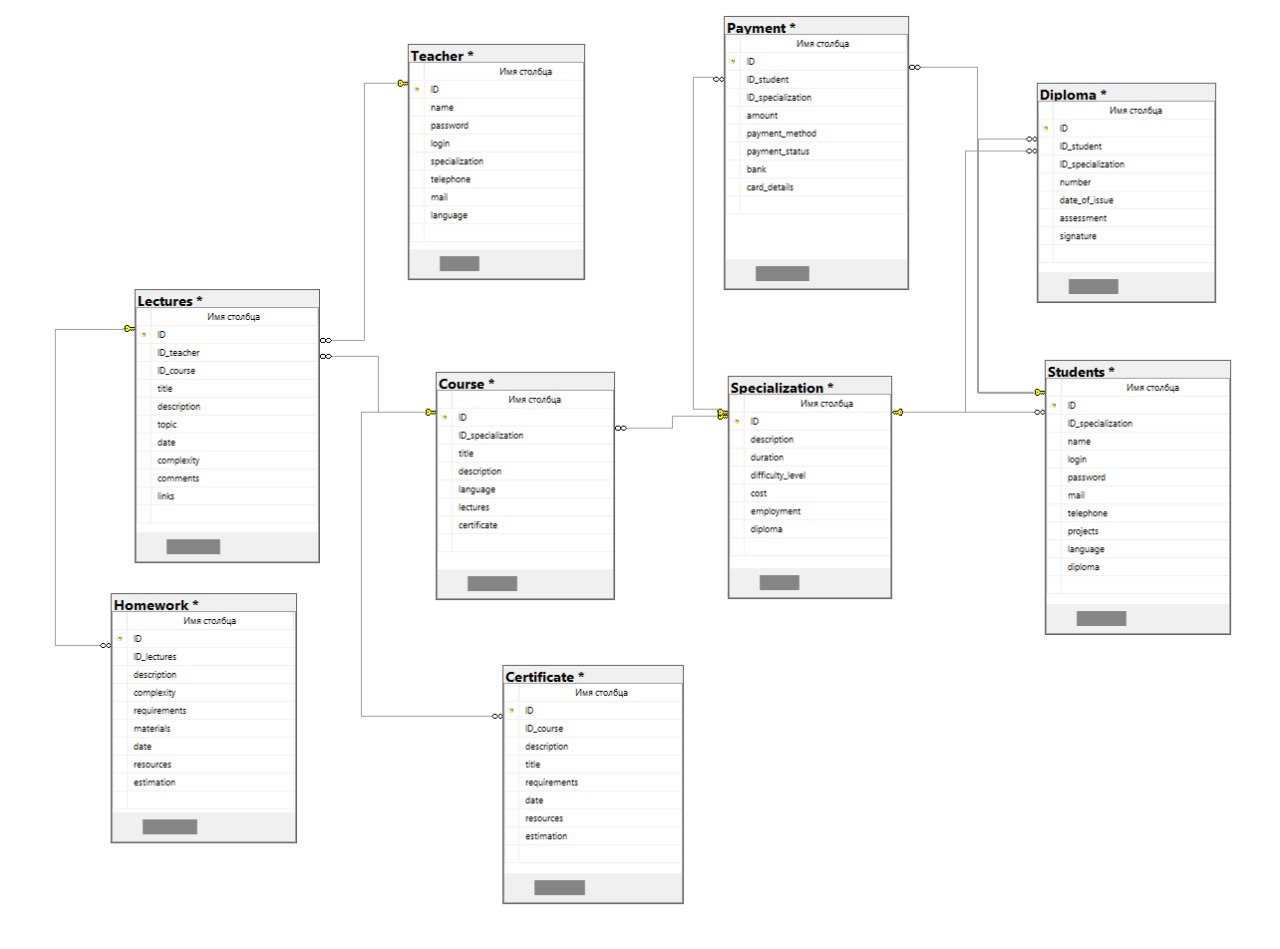 Teacher *
Имя столбца
ID
name
password
login
specialization
telephone
mail
language
Payment *
Имя столбца
ID
ID_student
ID_specialization
amount
payment_method
payment_status
bank
card_details
Diploma *
Имя столбца
ID
ID_student
ID_specialization
number
date_of_issue
assessment
signature
Lectures *
Имя столбца
ID
ID_teacher
ID_course
title
description
topic
date
complexity
comments
links
Course *
Имя столбца
ID
ID_specialization
title
description
language
lectures
certificate
Specialization *
Имя столбца
ID
description
duration
difficulty_level
cost
employment
diploma
Students *
Имя столбца
ID
ID_specialization
name
login
password
mail
telephone
projects
language
diploma
Homework *
Имя столбца
ID
ID_lectures
description
complexity
requirements
materials
date
resources
estimation
Certificate *
Имя столбца
ID
ID_course
description
title
requirements
date
resources
estimation